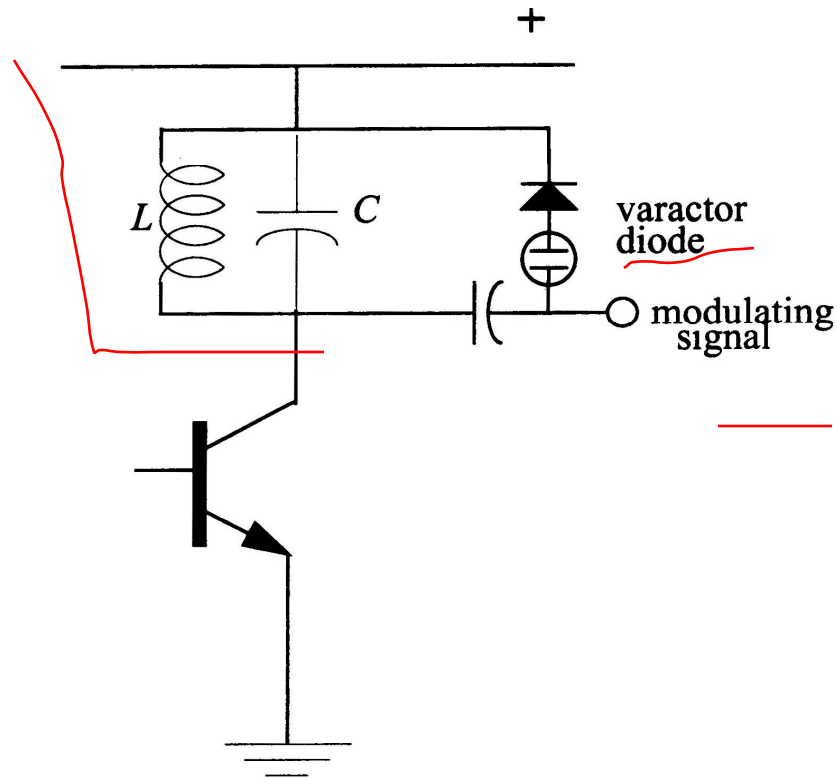 +
L
C
varactor
diode
modulating
signal